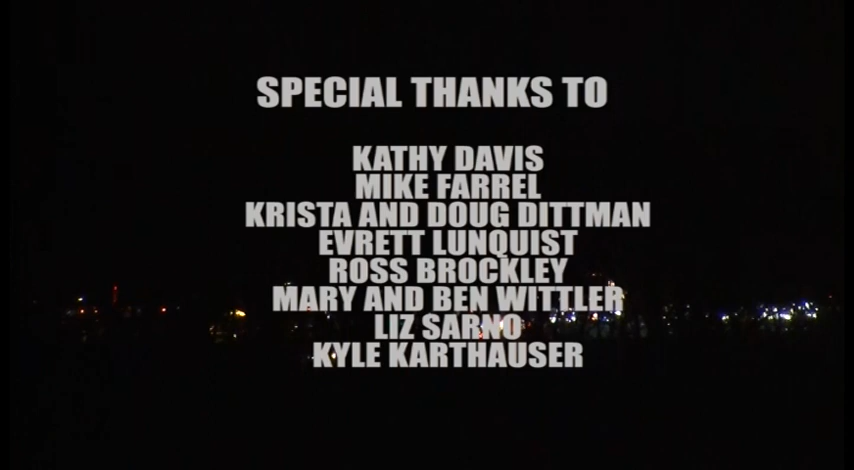 SPECIAL THANKS TO
KATHY DAVIS
MIKE FARREL
KRISTA AND DOUG DITTMAN
EVRETT LUNQUIST
ROSS BROCKLEY
MARY AND BEN WITTLER
LIZ SARNO
KYLE KARTHAUSER